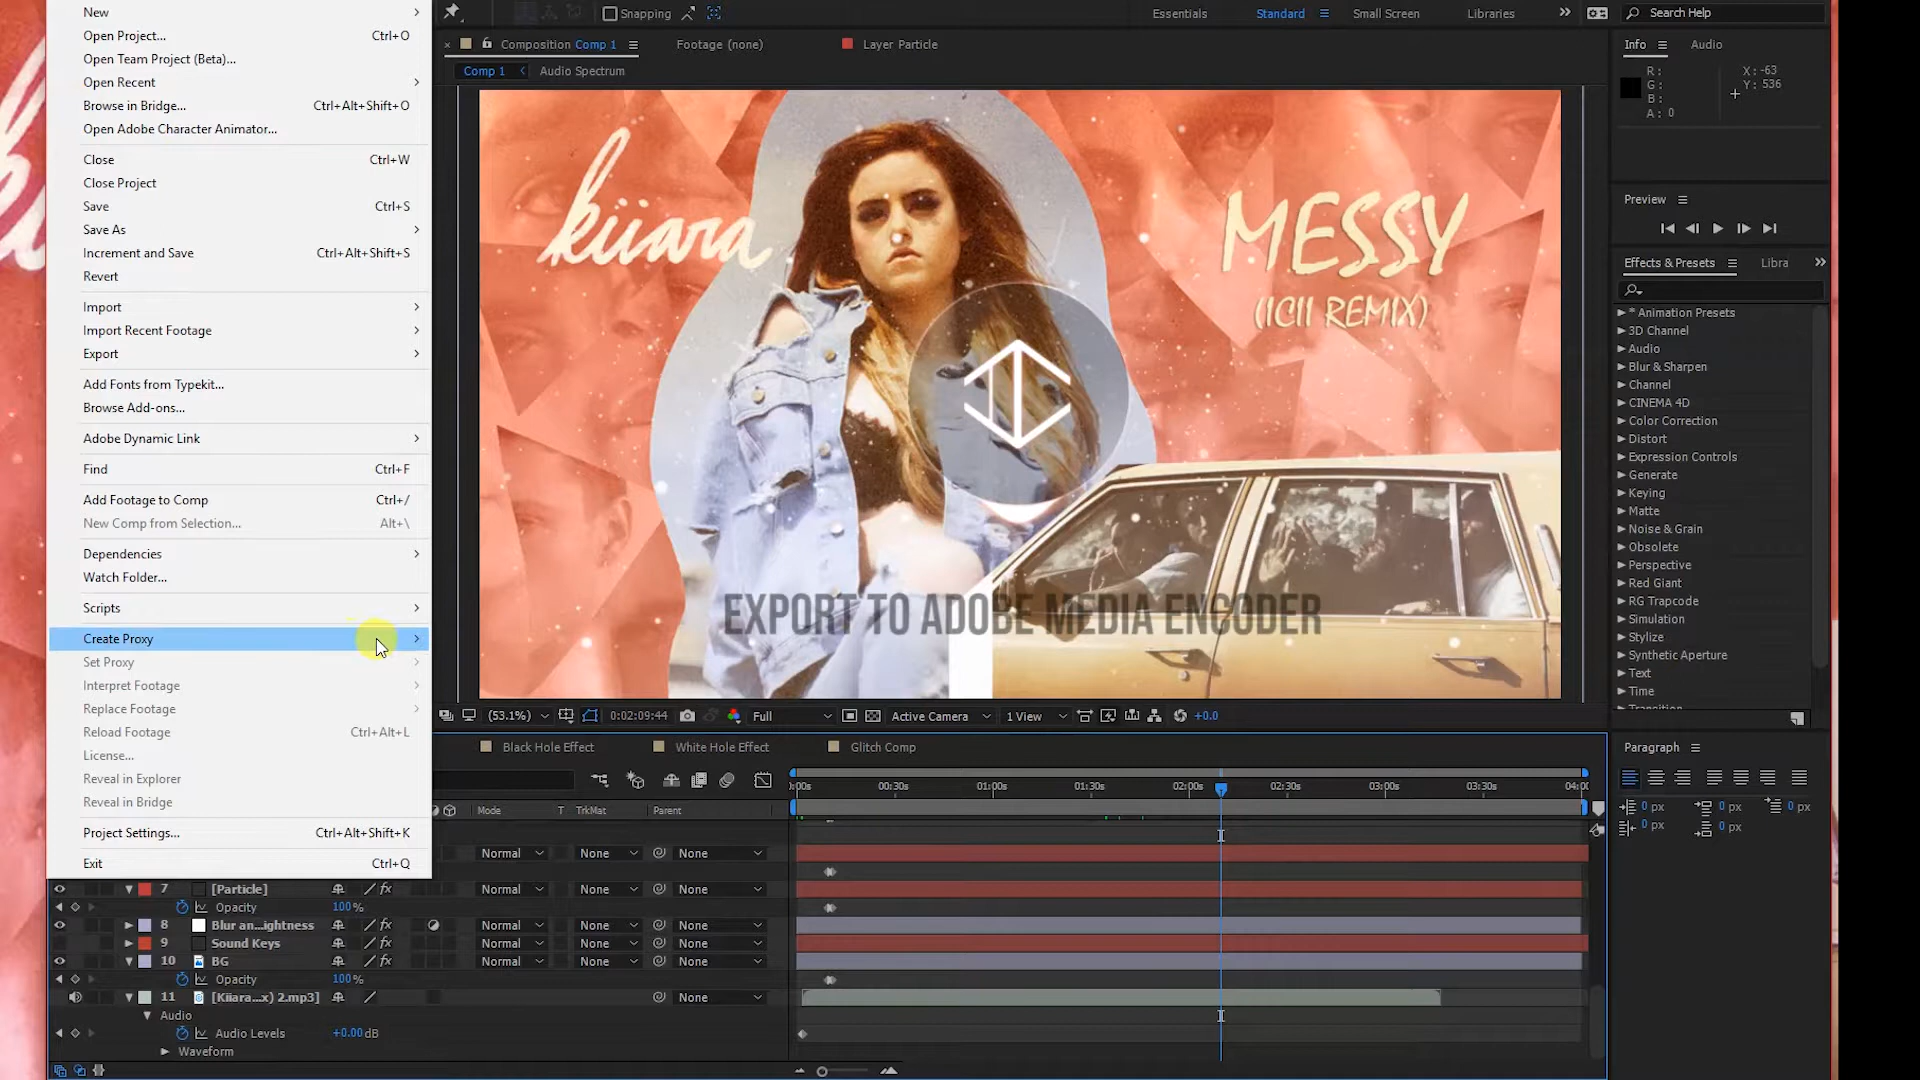 New
Open Project... Ctrl+O
Open Team Project (Beta)...
Open Recent
Browse in Bridge... Ctrl+Alt+Shift+O
Open Adobe Character Animator...
Close Ctrl+W
Close Project
Save Ctrl+S
Save As
Increment and Save Ctrl+Alt+Shift+S
Revert
Import
Import Recent Footage
Export
Add Fonts from Typekit...
Browse Add-ons...
Adobe Dynamic Link
Find Ctrl+F
Add Footage to Comp Ctrl+/
New Comp from Selection... Alt+\
Dependencies
Watch Folder...
Scripts
Create Proxy
Set Proxy
Interpret Footage
Replace Footage
Reload Footage Ctrl+Alt+L
License...
Reveal in Explorer
Reveal in Bridge
Project Settings... Ctrl+Alt+Shift+K
Exit Ctrl+Q
Snapping
Essentials Standard Small Screen Libraries Search Help
Composition Comp 1 Footage (none) Layer Particle
Comp 1 Audio Spectrum
kiiara
MESSY
(ICII REMIX)
EXPORT TO ADOBE MEDIA ENCODER
(53.1%) 0:02:09:44 Full Active Camera 1 View +0.0
Info Audio
R: X: -63
G: Y: 536
B:
A: 0
Preview
Effects & Presets Libra
* Animation Presets
3D Channel
Audio
Blur & Sharpen
Channel
CINEMA 4D
Color Correction
Distort
Expression Controls
Generate
Keying
Matte
Noise & Grain
Obsolete
Perspective
Red Giant
RG Trapcode
Simulation
Stylize
Synthetic Aperture
Text
Time
Transition
Paragraph
0 px 0 px 0 px
0 px 0 px
Black Hole Effect White Hole Effect Glitch Comp
):00s 00:30s 01:00s 01:30s 02:00s 02:30s 03:00s 03:30s 04:0
Mode T TrkMat Parent
Normal None None
7 [Particle] fx Normal None None
Opacity 100%
8 Blur an...ightness fx Normal None None
9 Sound Keys fx Normal None None
10 BG fx Normal None None
Opacity 100%
11 [Kiiara...x) 2.mp3] None
Audio
Audio Levels +0.00 dB
Waveform